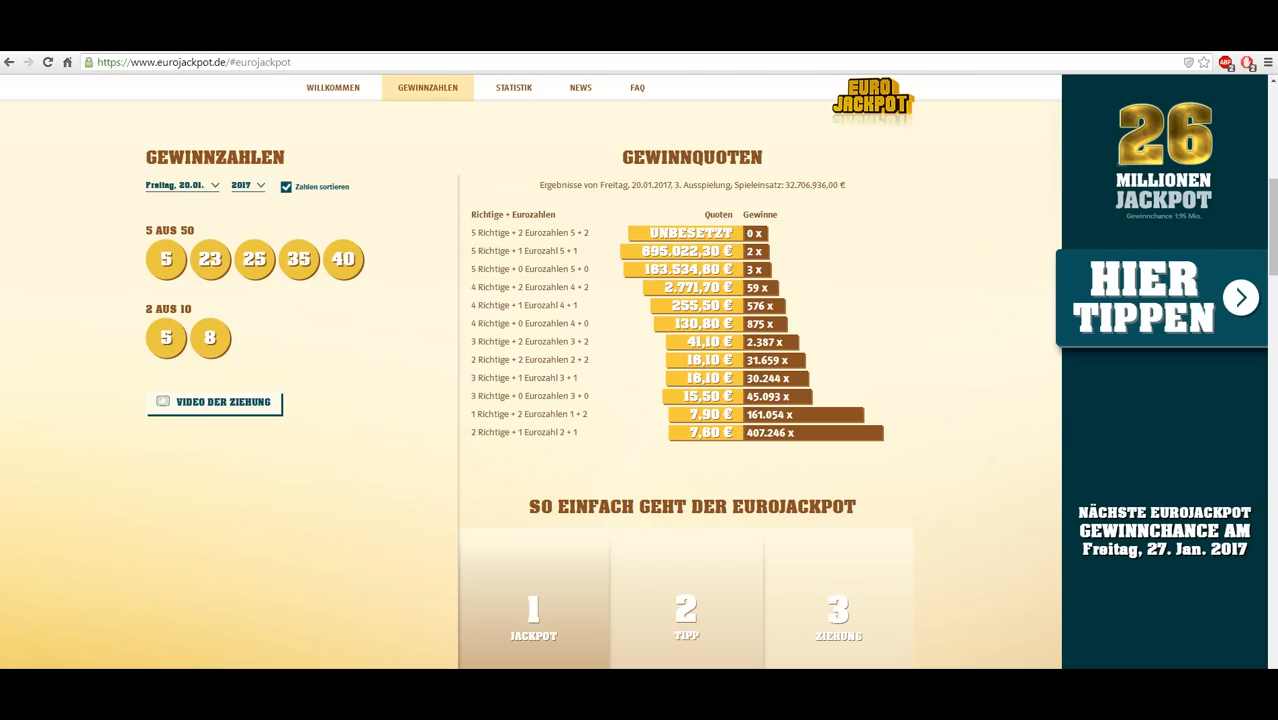 https://www.eurojackpot.de/#eurojackpot
WILLKOMMEN GEWINNZAHLEN STATISTIK NEWS FAQ
EURO
JACKPOT
GEWINNZAHLEN
Freitag, 20.01. 2017 Zahlen sortieren
5 AUS 50
5 23 25 35 40
2 AUS 10
5 8
VIDEO DER ZIEHUNG
GEWINNQUOTEN
Ergebnisse von Freitag, 20.01.2017, 3. Ausspielung, Spieleinsatz: 32.706.936,00 €
Richtige + Eurozahlen Quoten Gewinne
5 Richtige + 2 Eurozahlen 5 + 2 UNBESETZT 0 x
5 Richtige + 1 Eurozahl 5 + 1 695.022,30 € 2 x
5 Richtige + 0 Eurozahlen 5 + 0 163.534,60 € 3 x
4 Richtige + 2 Eurozahlen 4 + 2 2.771,70 € 59 x
4 Richtige + 1 Eurozahl 4 + 1 255,50 € 576 x
4 Richtige + 0 Eurozahlen 4 + 0 130,80 € 875 x
3 Richtige + 2 Eurozahlen 3 + 2 41,10 € 2.387 x
2 Richtige + 2 Eurozahlen 2 + 2 16,10 € 31.659 x
3 Richtige + 1 Eurozahl 3 + 1 16,10 € 30.244 x
3 Richtige + 0 Eurozahlen 3 + 0 15,50 € 45.093 x
1 Richtige + 2 Eurozahlen 1 + 2 7,90 € 161.054 x
2 Richtige + 1 Eurozahl 2 + 1 7,60 € 407.246 x
SO EINFACH GEHT DER EUROJACKPOT
1 2 3
JACKPOT TIPP ZIEHUNG
26
MILLIONEN
JACKPOT
Gewinnchance 1:95 Mio.
HIER
TIPPEN
NÄCHSTE EUROJACKPOT
GEWINNCHANCE AM
Freitag, 27. Jan. 2017